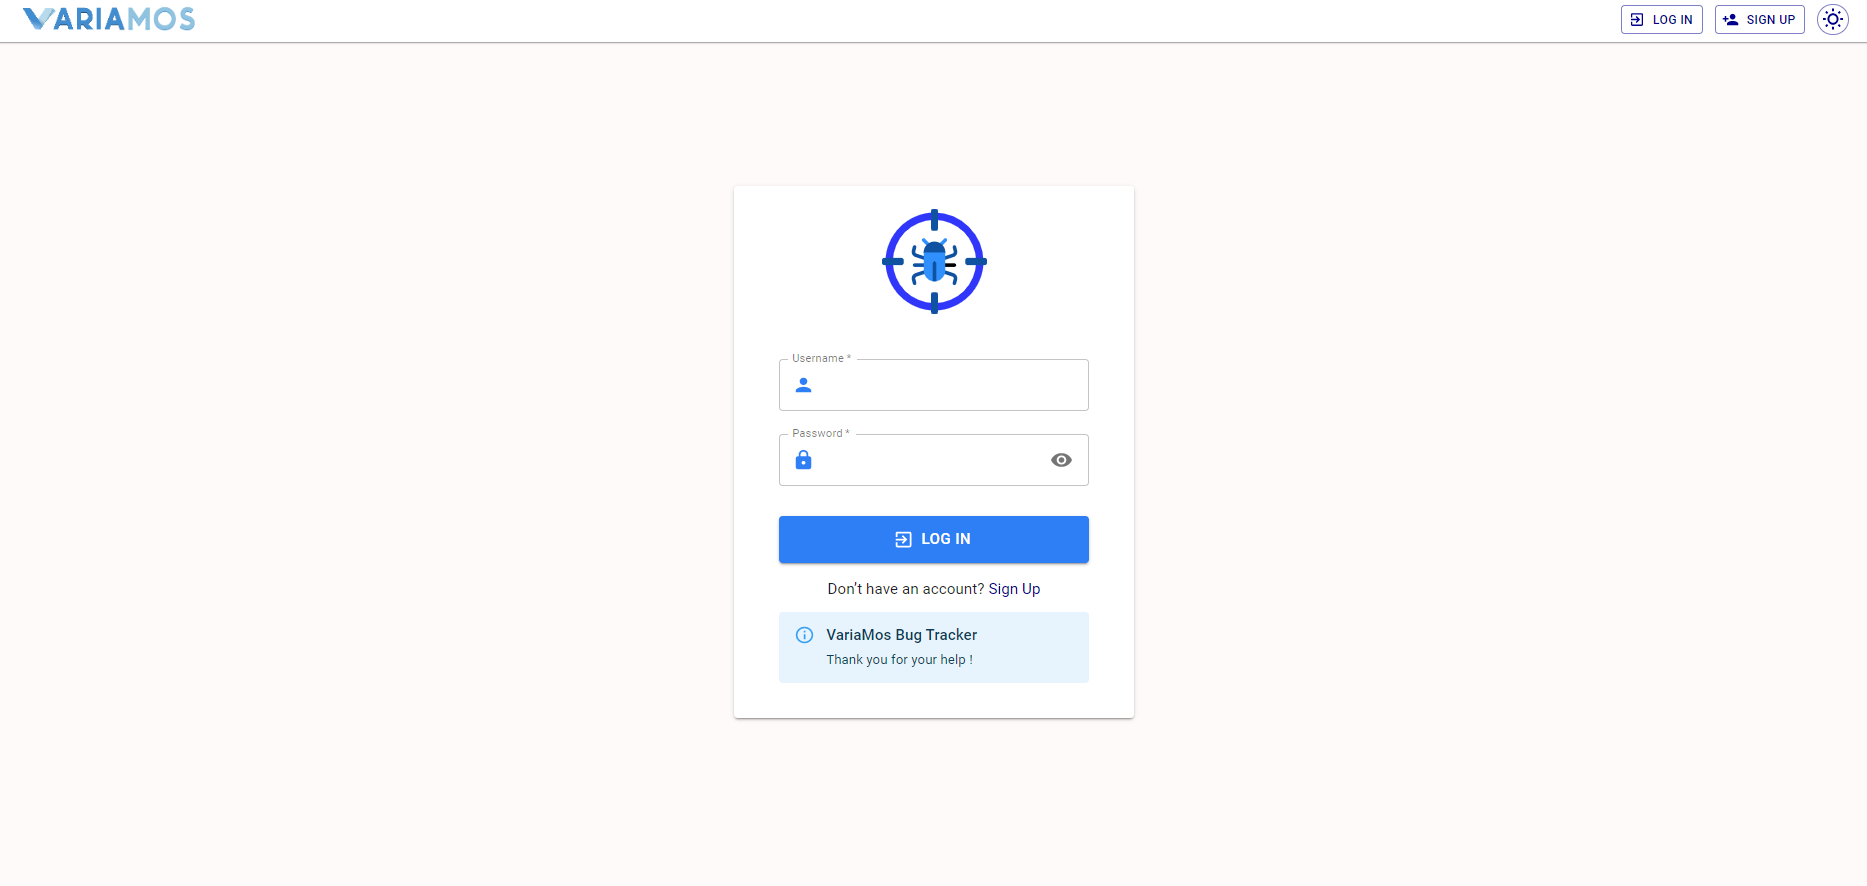 VARIAMOS
LOG IN
SIGN UP
Username *
Password *
LOG IN
Don't have an account? Sign Up
VariaMos Bug Tracker
Thank you for your help !